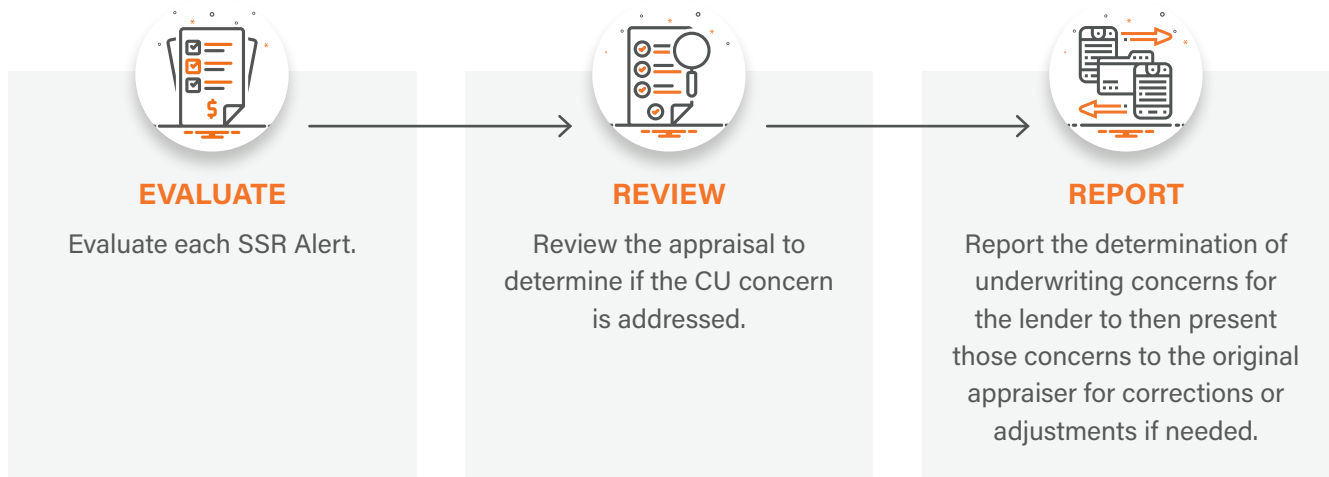 EVALUATE
Evaluate each SSR Alert.
REVIEW
Review the appraisal to
determine if the CU concern
is addressed.
REPORT
Report the determination of
underwriting concerns for
the lender to then present
those concerns to the original
appraiser for corrections or
adjustments if needed.